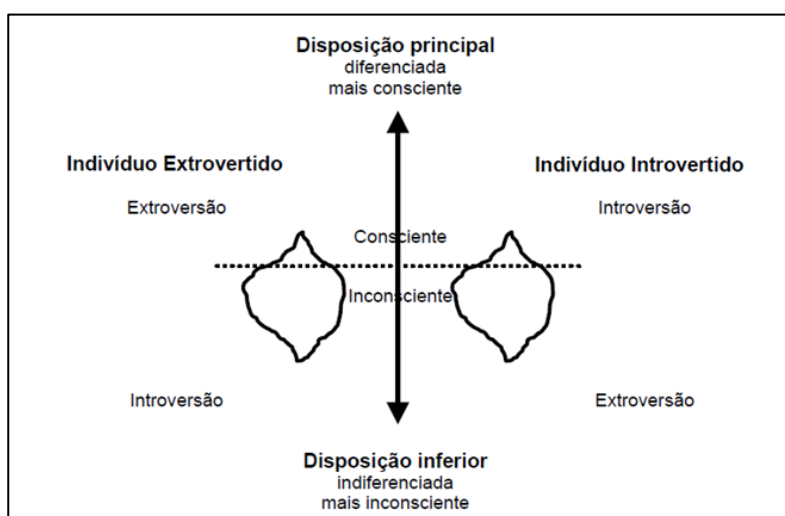 Disposição principal
diferenciada
mais consciente
Indivíduo Extrovertido
Indivíduo Introvertido
Extroversão
Introversão
Consciente
Inconsciente
Introversão
Extroversão
Disposição inferior
indiferenciada
mais inconsciente